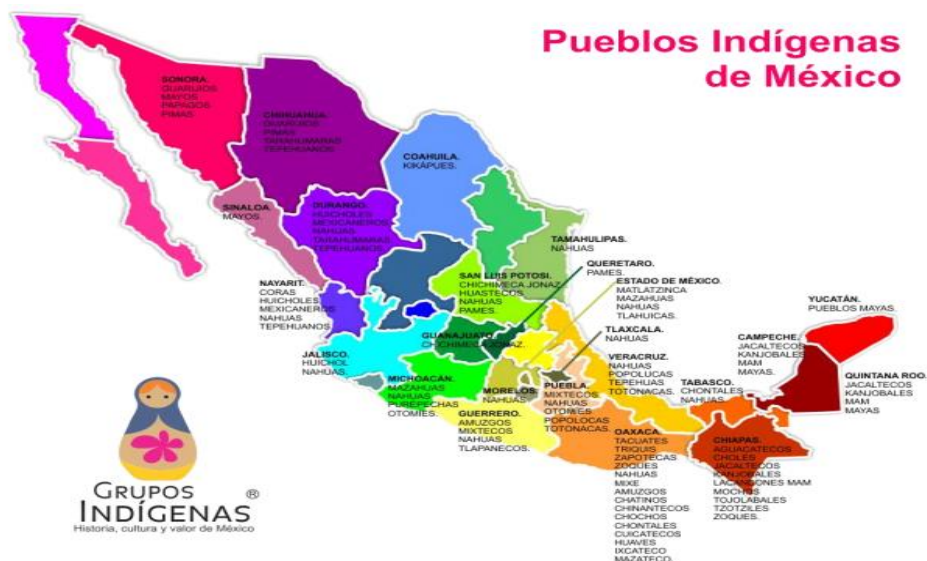 Pueblos Indígenas
de México
SONORA.
GUARIJIOS
MAYOS
PAPAGOS
PIMAS
CHIHUAHUA.
GUARIJIOS
PIMAS
TARAHUMARAS
TEPEHUANOS
COAHUILA.
KIKÁPUES.
SINALOA
MAYOS.
DURANGO.
HUICHOLES
MEXICANEROS
NAHUAS
TARAHUMARAS
TEPEHUANOS.
TAMAHULIPAS.
NAHUAS
QUERETARO.
PAMES.
SAN LUIS POTOSI.
CHICHIMECA JONAZ
HUASTECOS
NAHUAS
PAMES.
ESTADO DE MÉXICO.
MATLATZINCA
MAZAHUAS
NAHUAS
TLAHUICAS.
NAYARIT.
CORAS
HUICHOLES
MEXICANEROS
NAHUAS
TEPEHUANOS.
YUCATÁN.
PUEBLOS MAYAS.
GUANAJUATO.
CHICHIMECAJONAZ.
TLAXCALA.
NAHUAS
CAMPECHE.
JACALTECOS
KANJOBALES
MAM
MAYAS.
JALISCO.
HUICHOL
NAHUAS.
VERACRUZ.
NAHUAS
POPOLUCAS
TEPEHUAS
TOTONACAS.
QUINTANA ROO.
JACALTECOS
KANJOBALES
MAM
MAYAS
MICHOACÁN.
MAZAHUAS
NAHUAS
PUREPECHAS
OTOMÍES.
MORELOS.
NAHUAS
PUEBLA.
MIXTECOS
NAHUAS
OTOMÍES
POPOLOCAS
TOTONACAS.
TABASCO.
CHONTALES
NAHUAS.
GUERRERO.
AMUZGOS
MIXTECOS
NAHUAS
TLAPANECOS.
OAXACA.
TACUATES
TRIQUIS
ZAPOTECAS
ZOQUES
NAHUAS
MIXE
AMUZGOS
CHATINOS
CHINANTECOS
CHOCHOS
CHONTALES
CUICATECOS
HUAVES
IXCATECO
MAZATECO.
CHIAPAS.
AGUACATECOS
CHOLES
JACALTECOS
KANJOBALES
LACANDONES MAM
MOCHOS
TOJOLABALES
TZOTZILES
ZOQUES.
GRUPOS
INDÍGENAS ®
Historia, cultura y valor de México